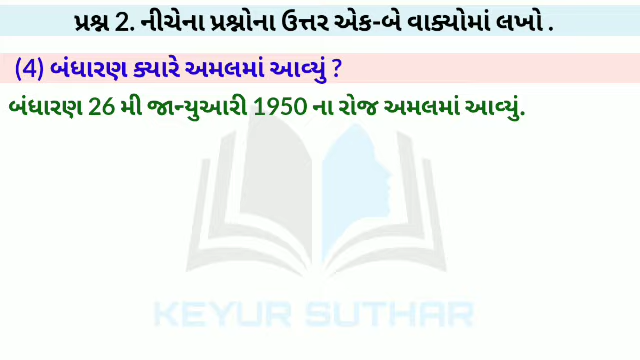 પ્રશ્ન 2. નીચેના પ્રશ્નોના ઉત્તર એક-બે વાક્યોમાં લખો .
(4) બંધારણ ક્યારે અમલમાં આવ્યું ?
બંધારણ 26 મી જાન્યુઆરી 1950 ના રોજ અમલમાં આવ્યું.
KEYUR SUTHAR